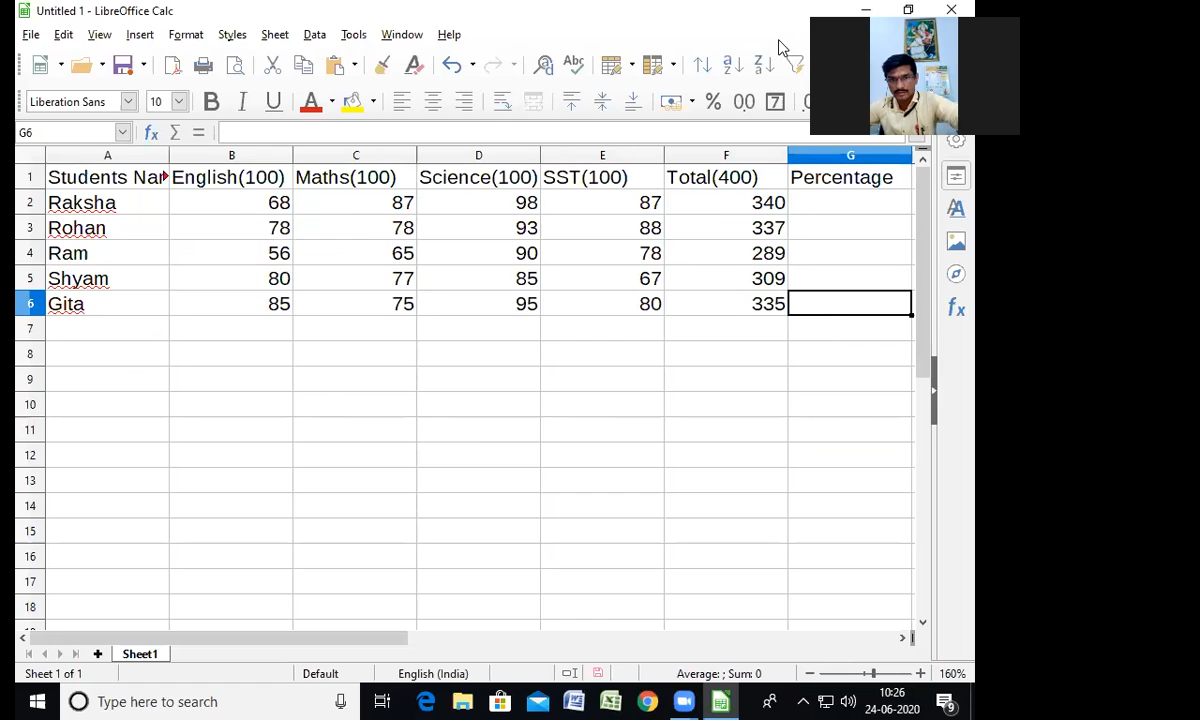 Untitled 1 - LibreOffice Calc
File Edit View Insert Format Styles Sheet Data Tools Window Help
Liberation Sans 10
G6
A B C D E F G
1 Students Nar English(100) Maths(100) Science(100) SST(100) Total(400) Percentage
2 Raksha 68 87 98 87 340
3 Rohan 78 78 93 88 337
4 Ram 56 65 90 78 289
5 Shyam 80 77 85 67 309
6 Gita 85 75 95 80 335
7
8
9
10
11
12
13
14
15
16
17
18
Sheet1
Sheet 1 of 1 Default English (India) Average: ; Sum: 0 160%
Type here to search
10:26
24-06-2020
9